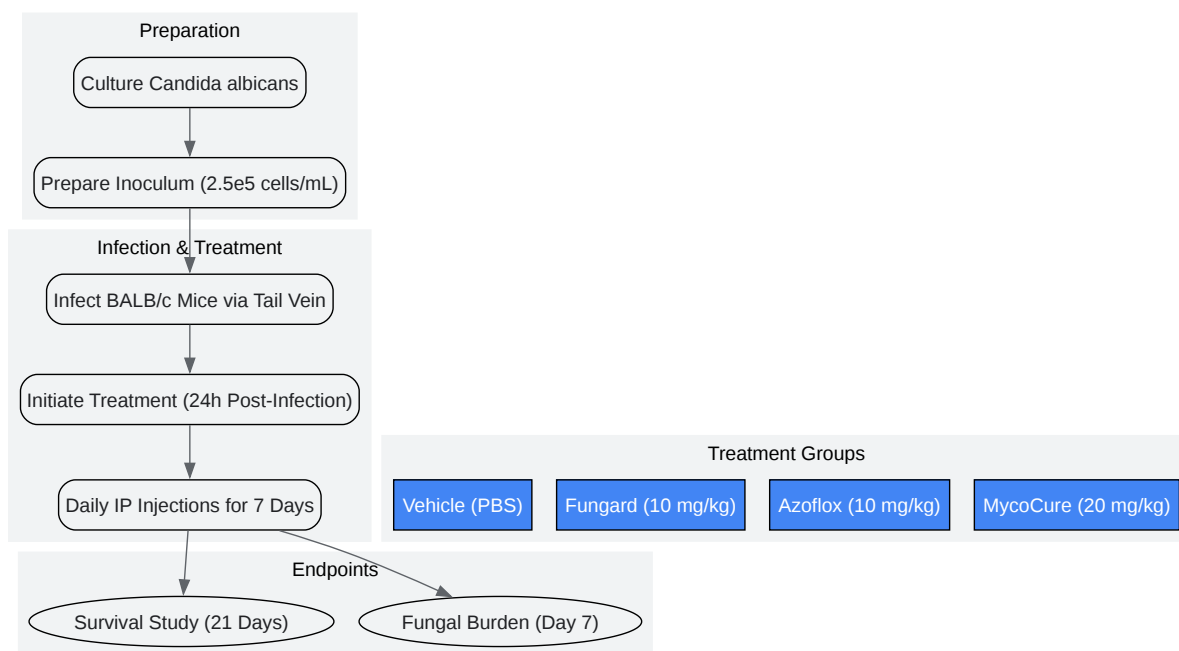 Preparation
Culture Candida albicans
Prepare Inoculum (2.5e5 cells/mL)
Infection & Treatment
Infect BALB/c Mice via Tail Vein
Initiate Treatment (24h Post-Infection)
Daily IP Injections for 7 Days
Treatment Groups
Vehicle (PBS)
Fungard (10 mg/kg)
Azoflox (10 mg/kg)
MycoCure (20 mg/kg)
Endpoints
Survival Study (21 Days)
Fungal Burden (Day 7)